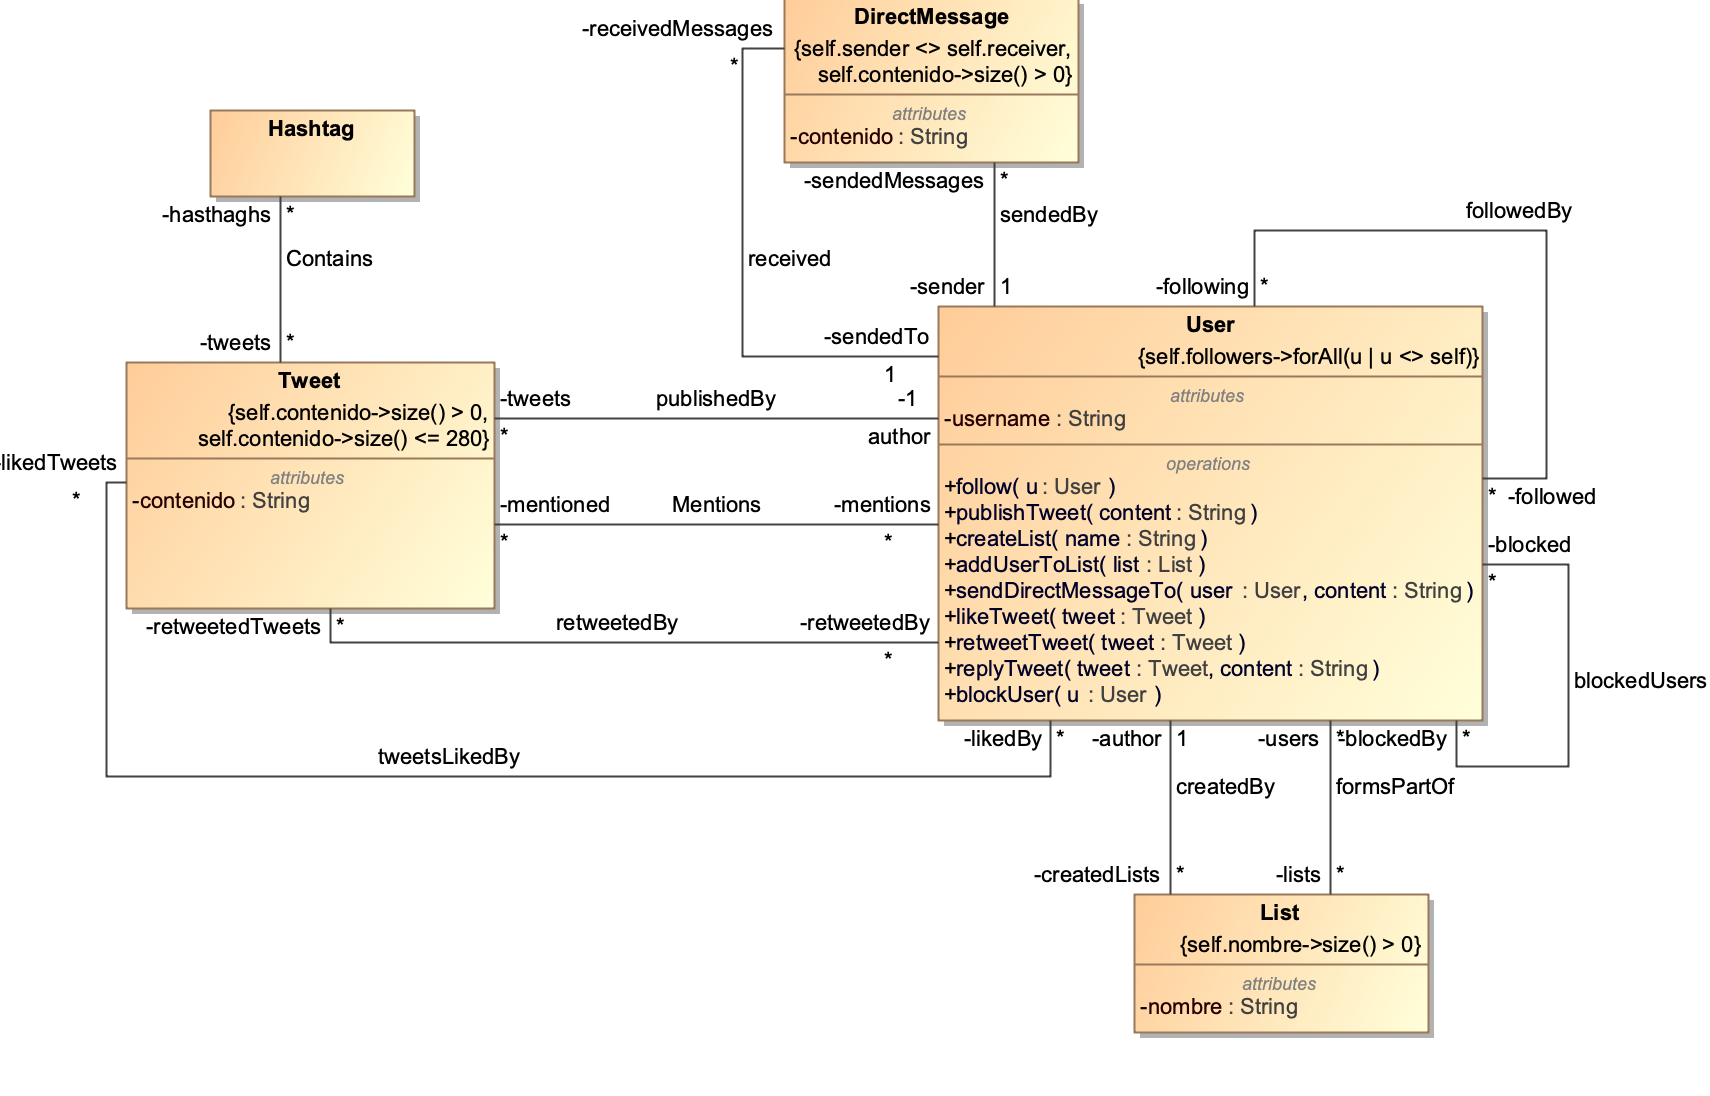 -receivedMessages
*
DirectMessage
{self.sender <> self.receiver,
self.contenido->size() > 0}
attributes
-contenido : String
-sendedMessages *
sendedBy
received
-sender 1
-sendedTo
1
Hashtag
-hasthaghs *
Contains
-tweets *
followedBy
-following *
Tweet
{self.contenido->size() > 0,
self.contenido->size() <= 280}
attributes
-contenido : String
-tweets publishedBy -1
* author
-likedTweets
*
-mentioned Mentions -mentions
* *
-retweetedTweets * retweetedBy -retweetedBy
*
User
{self.followers->forAll(u | u <> self)}
attributes
-username : String
operations
+follow( u : User )
+publishTweet( content : String )
+createList( name : String )
+addUserToList( list : List )
+sendDirectMessageTo( user : User, content : String )
+likeTweet( tweet : Tweet )
+retweetTweet( tweet : Tweet )
+replyTweet( tweet : Tweet, content : String )
+blockUser( u : User )
* -followed
-blocked
*
blockedUsers
-likedBy * -author 1 -users * -blockedBy *
tweetsLikedBy
createdBy formsPartOf
-createdLists * -lists *
List
{self.nombre->size() > 0}
attributes
-nombre : String